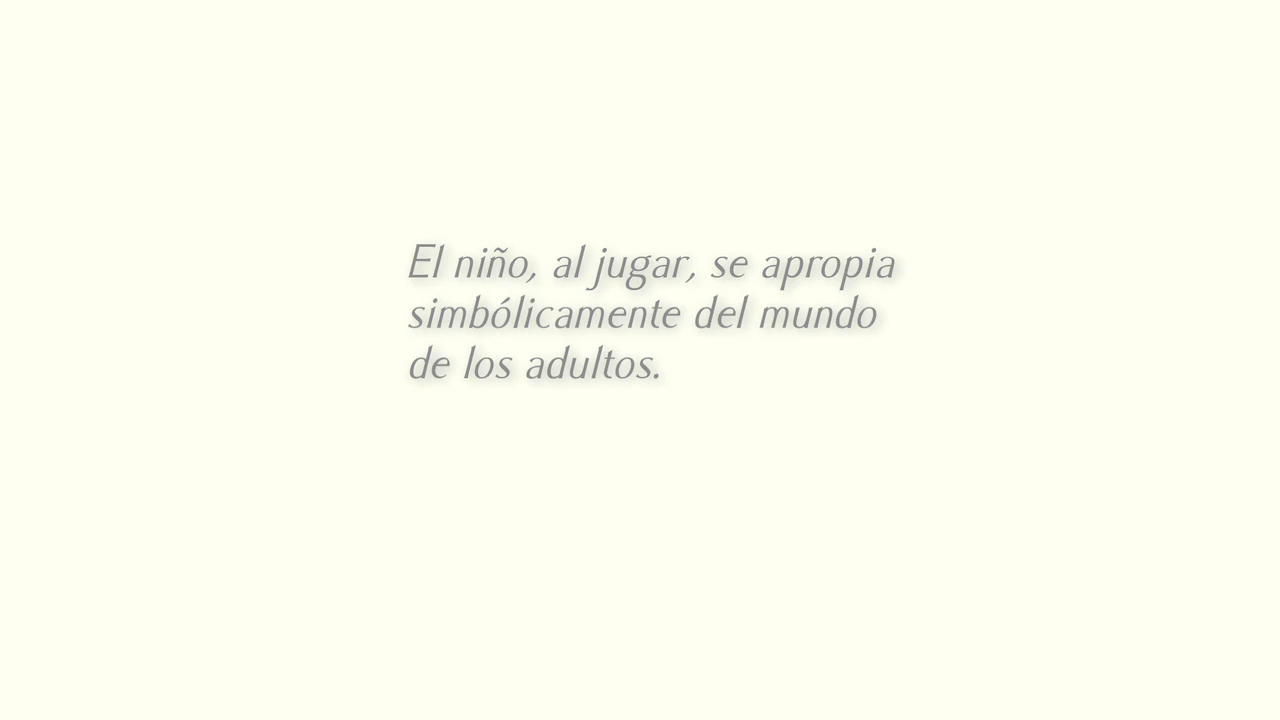 El niño, al jugar, se apropia
simbólicamente del mundo
de los adultos.